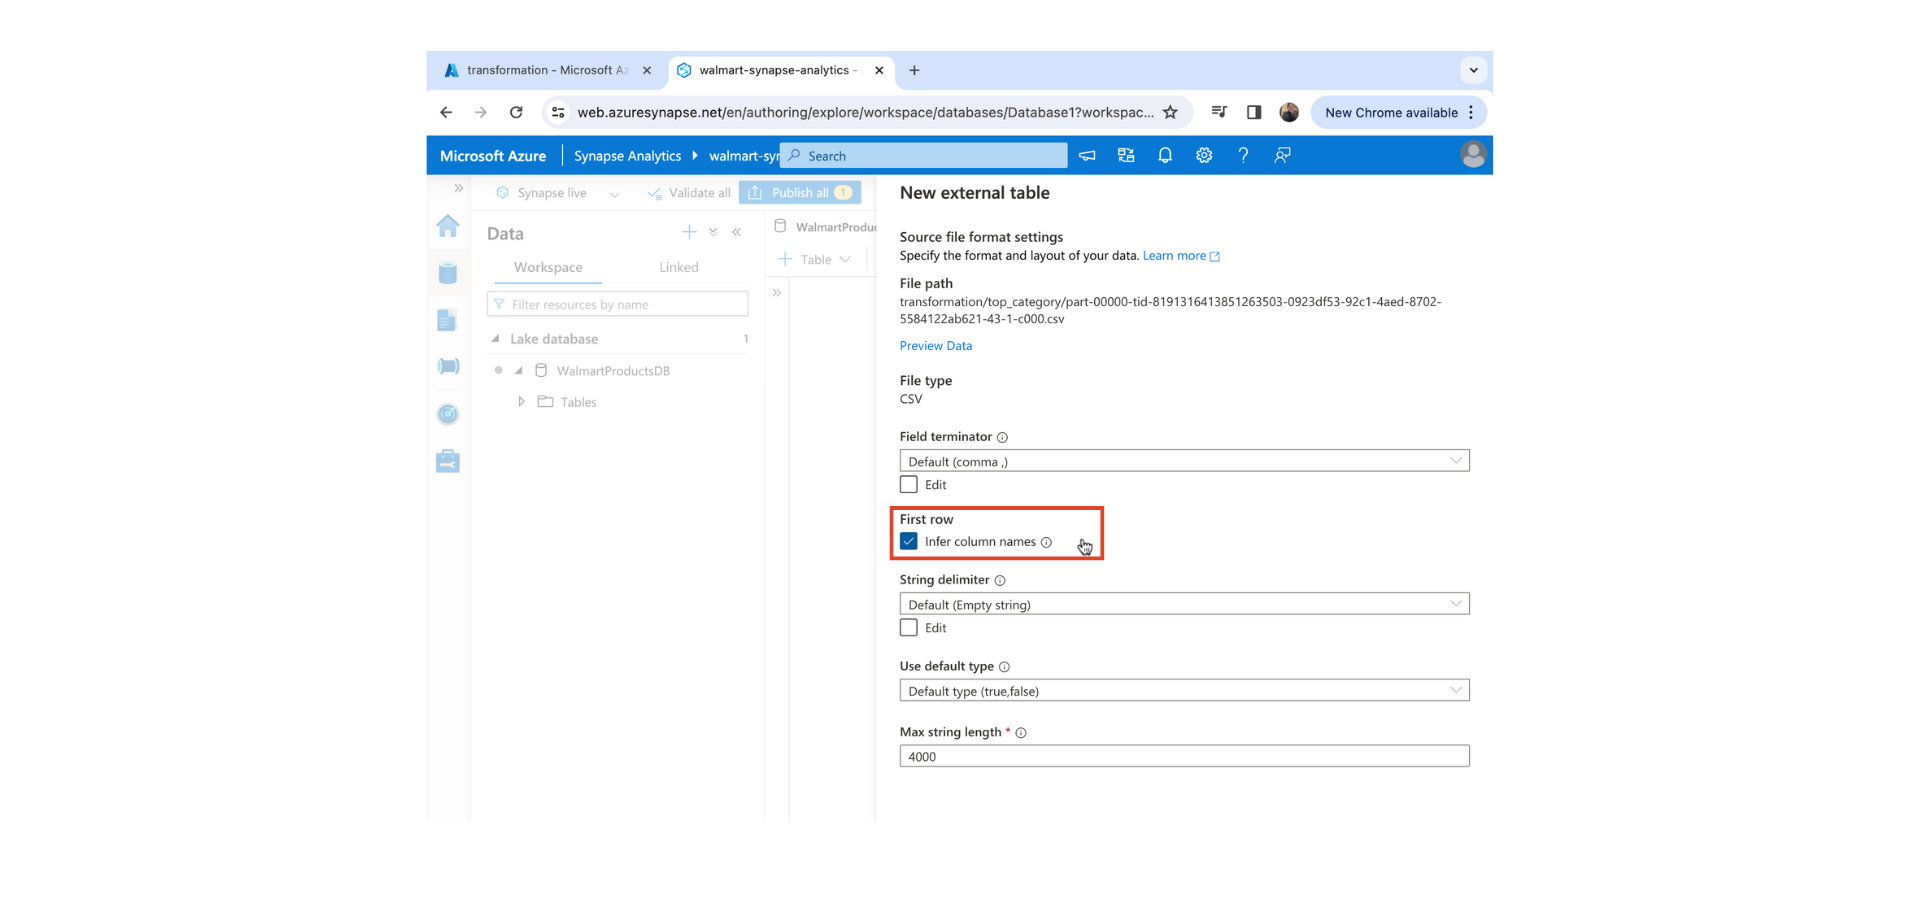 transformation - Microsoft Az
walmart-synapse-analytics -
web.azuresynapse.net/en/authoring/explore/workspace/databases/Database1?workspac...
New Chrome available
Microsoft Azure
Synapse Analytics
walmart-syn
Search
Synapse live
Validate all
Publish all 1
Data
Workspace
Linked
Filter resources by name
Lake database 1
WalmartProductsDB
Tables
WalmartProduc
Table
New external table
Source file format settings
Specify the format and layout of your data. Learn more
File path
transformation/top_category/part-00000-tid-8191316413851263503-0923df53-92c1-4aed-8702-
5584122ab621-43-1-c000.csv
Preview Data
File type
CSV
Field terminator
Default (comma ,)
Edit
First row
Infer column names
String delimiter
Default (Empty string)
Edit
Use default type
Default type (true,false)
Max string length *
4000